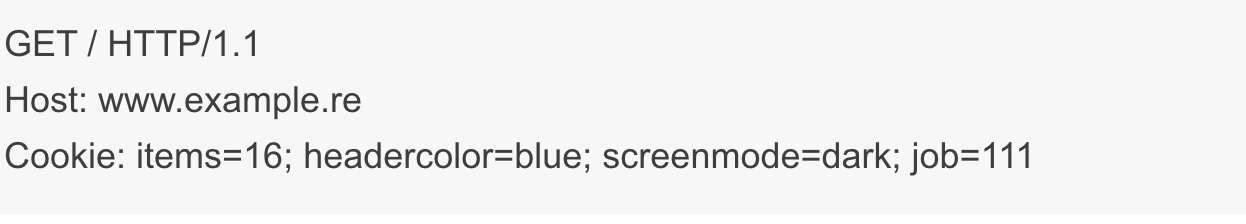 GET / HTTP/1.1
Host: www.example.re
Cookie: items=16; headercolor=blue; screenmode=dark; job=111